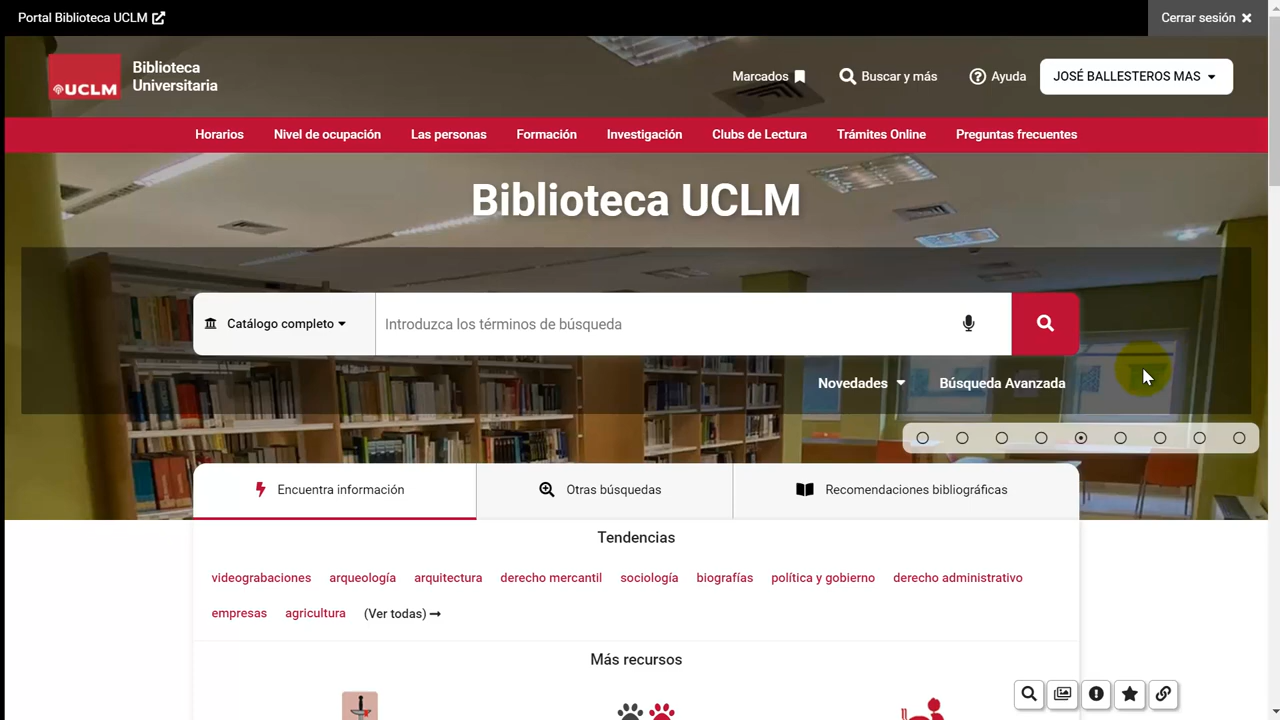 Portal Biblioteca UCLM
Cerrar sesión
UCLM
Biblioteca
Universitaria
Marcados
Buscar y más
Ayuda
JOSÉ BALLESTEROS MAS
Horarios
Nivel de ocupación
Las personas
Formación
Investigación
Clubs de Lectura
Trámites Online
Preguntas frecuentes
Biblioteca UCLM
Catálogo completo
Introduzca los términos de búsqueda
Novedades
Búsqueda Avanzada
Encuentra información
Otras búsquedas
Recomendaciones bibliográficas
Tendencias
videograbaciones arqueología arquitectura derecho mercantil sociología biografías política y gobierno derecho administrativo
empresas agricultura (Ver todas)
Más recursos